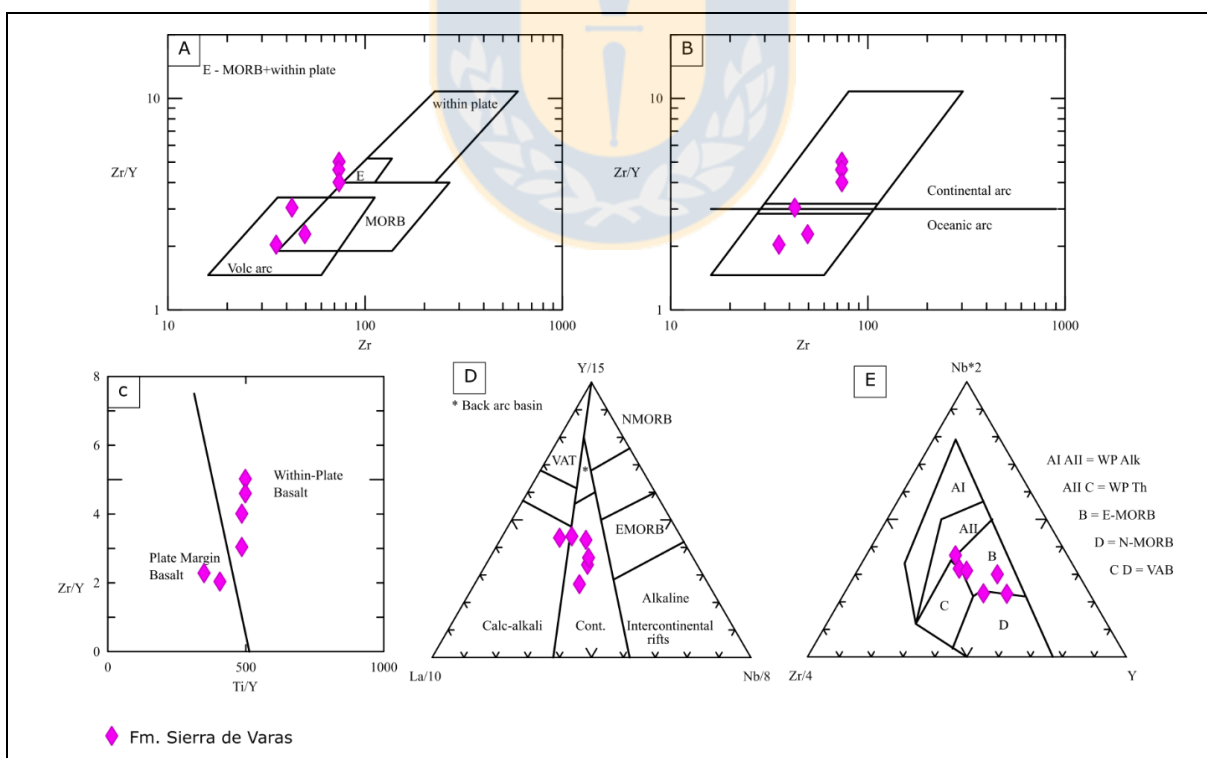 A
E - MORB+within plate
within plate
10
Zr/Y
E
MORB
Volc arc
1
10
100
1000
Zr
B
10
Zr/Y
Continental arc
Oceanic arc
1
10
100
1000
Zr
c
8
6
4
2
0
Zr/Y
Within-Plate
Basalt
Plate Margin
Basalt
0
500
1000
Ti/Y
D
* Back arc basin
Y/15
NMORB
VAT
*
EMORB
Alkaline
Calc-alkali
Cont.
Intercontinental
rifts
La/10
Nb/8
E
Nb*2
AI
AII
B
C
D
AI AII = WP Alk
AII C = WP Th
B = E-MORB
D = N-MORB
C D = VAB
Zr/4
Y
Fm. Sierra de Varas